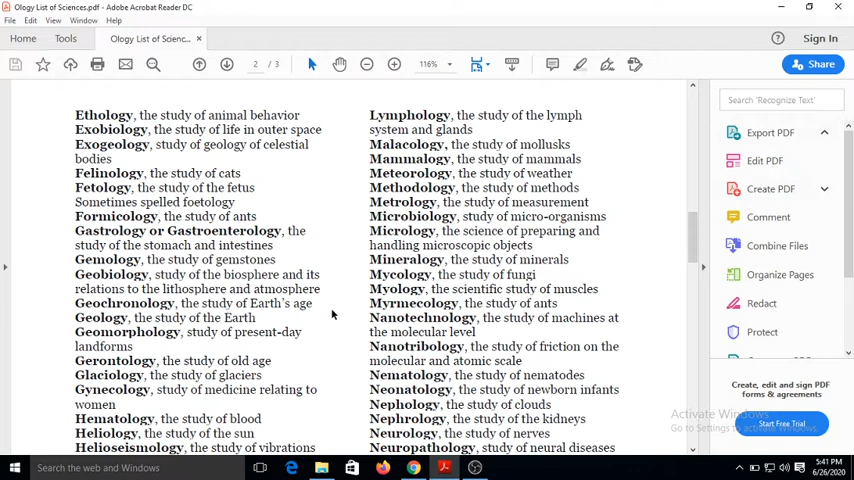 Ology List of Sciences.pdf - Adobe Acrobat Reader DC
File Edit View Window Help
Home Tools Ology List of Scienc... ×
Sign In
2 / 3 116% Share
Ethology, the study of animal behavior
Exobiology, the study of life in outer space
Exogeology, study of geology of celestial
bodies
Felinology, the study of cats
Fetology, the study of the fetus
Sometimes spelled foetology
Formicology, the study of ants
Gastrology or Gastroenterology, the
study of the stomach and intestines
Gemology, the study of gemstones
Geobiology, study of the biosphere and its
relations to the lithosphere and atmosphere
Geochronology, the study of Earth's age
Geology, the study of the Earth
Geomorphology, study of present-day
landforms
Gerontology, the study of old age
Glaciology, the study of glaciers
Gynecology, study of medicine relating to
women
Hematology, the study of blood
Heliology, the study of the sun
Helioseismology, the study of vibrations
Lymphology, the study of the lymph
system and glands
Malacology, the study of mollusks
Mammalogy, the study of mammals
Meteorology, the study of weather
Methodology, the study of methods
Metrology, the study of measurement
Microbiology, study of micro-organisms
Micrology, the science of preparing and
handling microscopic objects
Mineralogy, the study of minerals
Mycology, the study of fungi
Myology, the scientific study of muscles
Myrmecology, the study of ants
Nanotechnology, the study of machines at
the molecular level
Nanotribology, the study of friction on the
molecular and atomic scale
Nematology, the study of nematodes
Neonatology, the study of newborn infants
Nephology, the study of clouds
Nephrology, the study of the kidneys
Neurology, the study of nerves
Neuropathology, study of neural diseases
Search 'Recognize Text'
Export PDF
Edit PDF
Create PDF
Comment
Combine Files
Organize Pages
Redact
Protect
Create, edit and sign PDF
forms & agreements
Start Free Trial
Activate Windows
Go to Settings to activate Windows.
Search the web and Windows
5:41 PM
6/26/2020